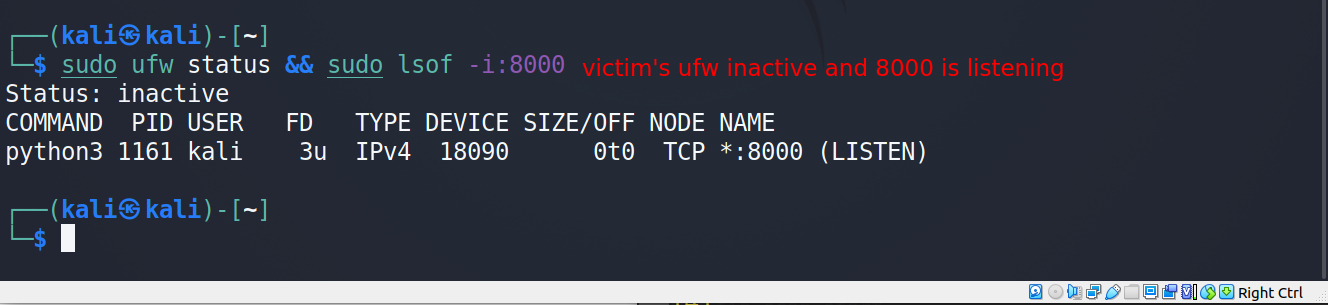 ┌──(kali㉿kali)-[~]
└─$ sudo ufw status && sudo lsof -i:8000 victim's ufw inactive and 8000 is listening
Status: inactive
COMMAND  PID USER   FD   TYPE DEVICE SIZE/OFF NODE NAME
python3 1161 kali    3u  IPv4  18090      0t0  TCP *:8000 (LISTEN)
┌──(kali㉿kali)-[~]
└─$
Right Ctrl